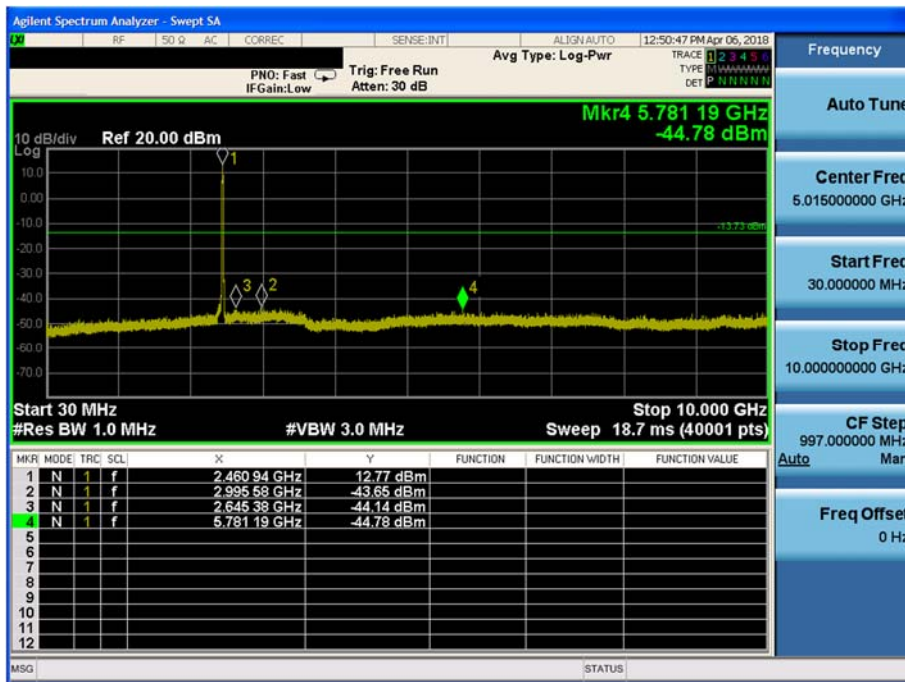 Agilent Spectrum Analyzer - Swept SA
RF 50 Ω AC CORREC SENSE:INT ALIGN AUTO 12:50:47 PM Apr 06, 2018
Frequency
Avg Type: Log-Pwr
TRACE 1 2 3 4 5 6
PNO: Fast
Trig: Free Run
TYPE M
IFGain:Low
Atten: 30 dB
DET P N N N N N
Auto Tune
Mkr4 5.781 19 GHz
-44.78 dBm
10 dB/div Ref 20.00 dBm
Log
10.0
0.00
-10.0
-20.0
-30.0
-40.0
-50.0
-60.0
-70.0
1
-13.73 dBm
3
2
4
Start 30 MHz
Stop 10.000 GHz
#Res BW 1.0 MHz
#VBW 3.0 MHz
Sweep 18.7 ms (40001 pts)
Center Freq
5.015000000 GHz
Start Freq
30.000000 MHz
Stop Freq
10.000000000 GHz
CF Step
997.000000 MHz
Auto Man
Freq Offset
0 Hz
MKR MODE TRC SCL X Y FUNCTION FUNCTION WIDTH FUNCTION VALUE
1 N 1 f 2.460 94 GHz 12.77 dBm
2 N 1 f 2.995 58 GHz -43.65 dBm
3 N 1 f 2.645 38 GHz -44.14 dBm
4 N 1 f 5.781 19 GHz -44.78 dBm
5
6
7
8
9
10
11
12
MSG
STATUS